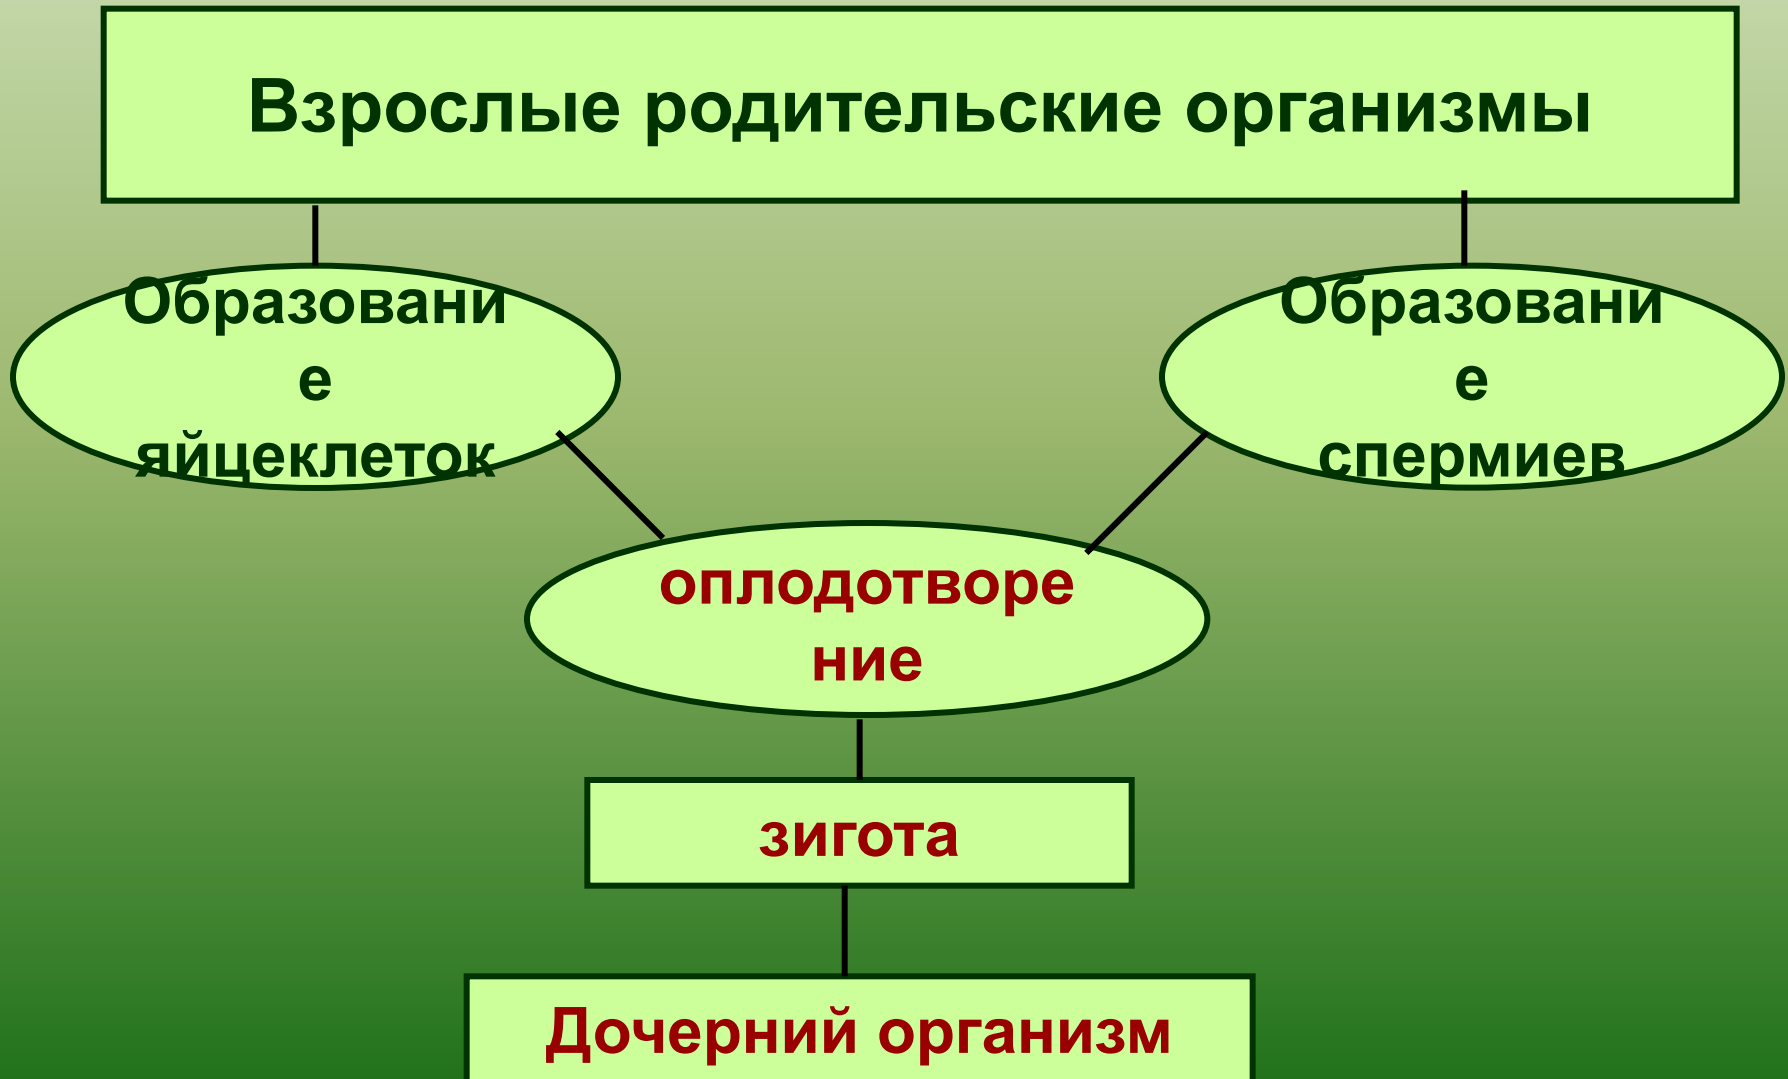 Взрослые родительские организмы
Образовани
е
яйцеклеток
Образовани
е
спермиев
оплодотворе
ние
зигота
Дочерний организм